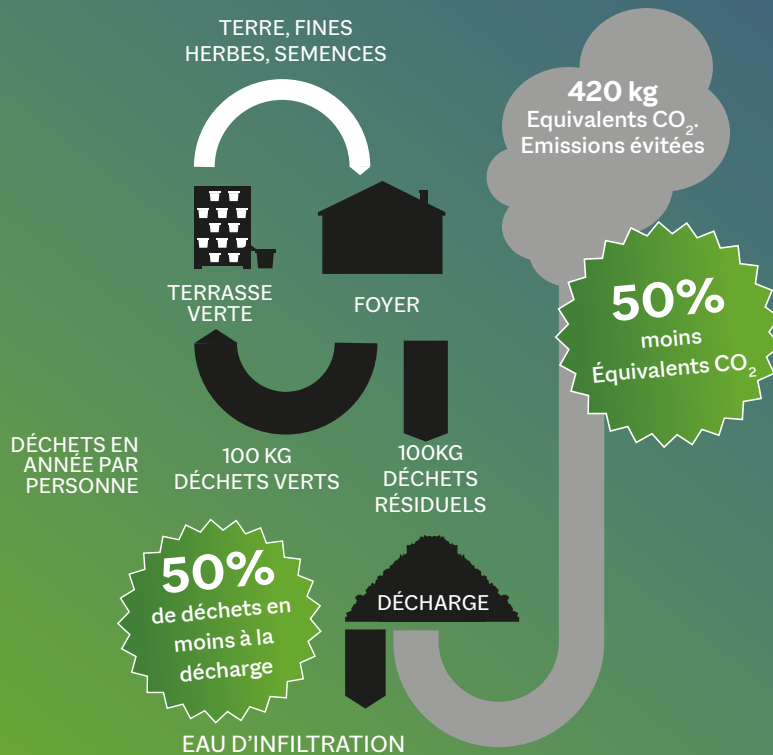 TERRE, FINES
HERBES, SEMENCES
420 kg
Equivalents CO₂.
Emissions évitées
TERRASSE
VERTE
FOYER
50%
moins
Équivalents CO₂
DÉCHETS EN
ANNÉE PAR
PERSONNE
100 KG
DÉCHETS VERTS
100KG
DÉCHETS
RÉSIDUELS
50%
de déchets en
moins à la
décharge
DÉCHARGE
EAU D'INFILTRATION